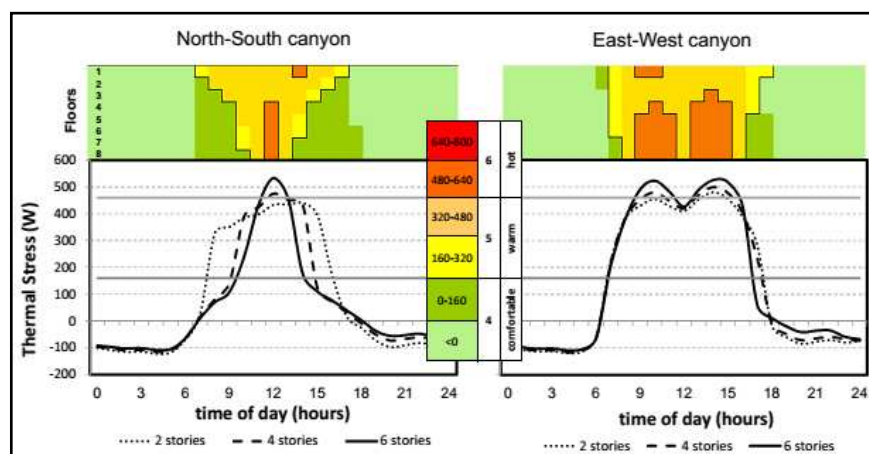 North-South canyon
East-West canyon
Floors
1
2
3
4
5
6
7
8
640-800
480-640
320-480
160-320
0-160
<0
6
5
4
hot
warm
comfortable
Thermal Stress (W)
600
500
400
300
200
100
0
-100
-200
0 3 6 9 12 15 18 21 24
0 3 6 9 12 15 18 21 24
time of day (hours)
time of day (hours)
2 stories 4 stories 6 stories
2 stories 4 stories 6 stories